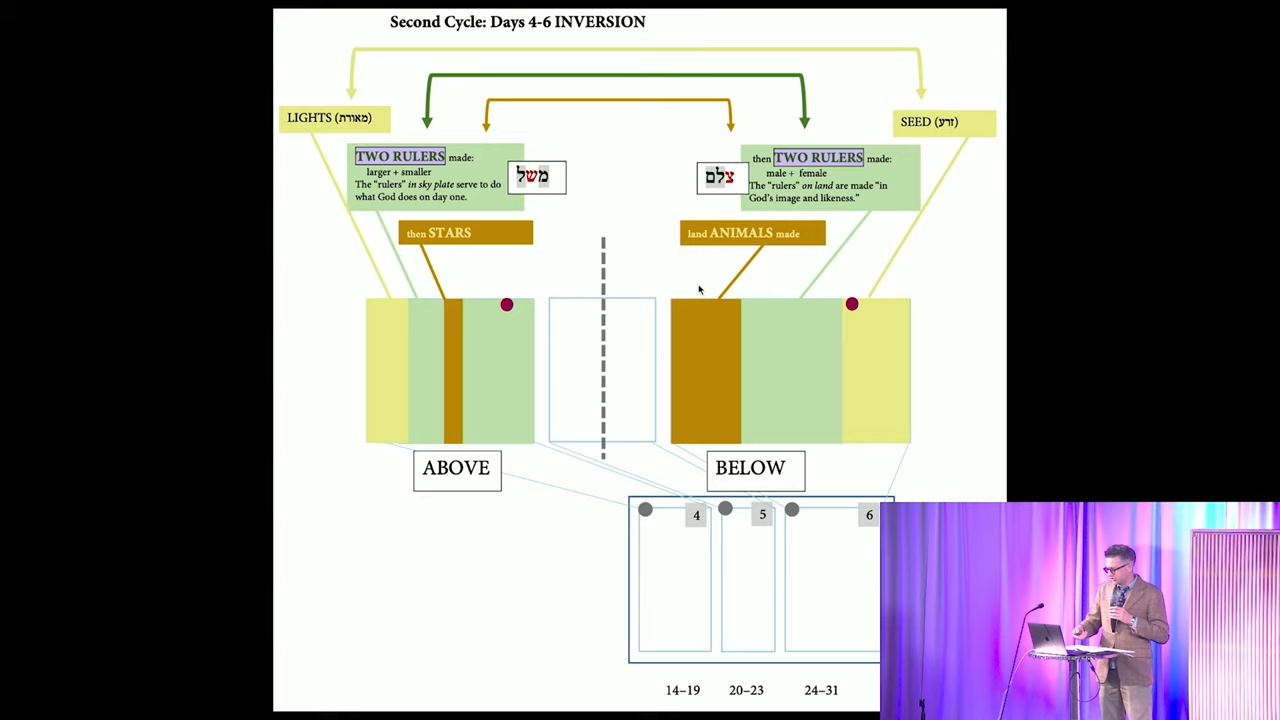 Second Cycle: Days 4-6 INVERSION
LIGHTS (מאורת)
SEED (זרע)
TWO RULERS made:
larger + smaller
The "rulers" in sky plate serve to do
what God does on day one.
משל
צלם
then TWO RULERS made:
male + female
The "rulers" on land are made "in
God's image and likeness."
then STARS
land ANIMALS made
ABOVE
BELOW
4
5
6
14–19
20–23
24–31